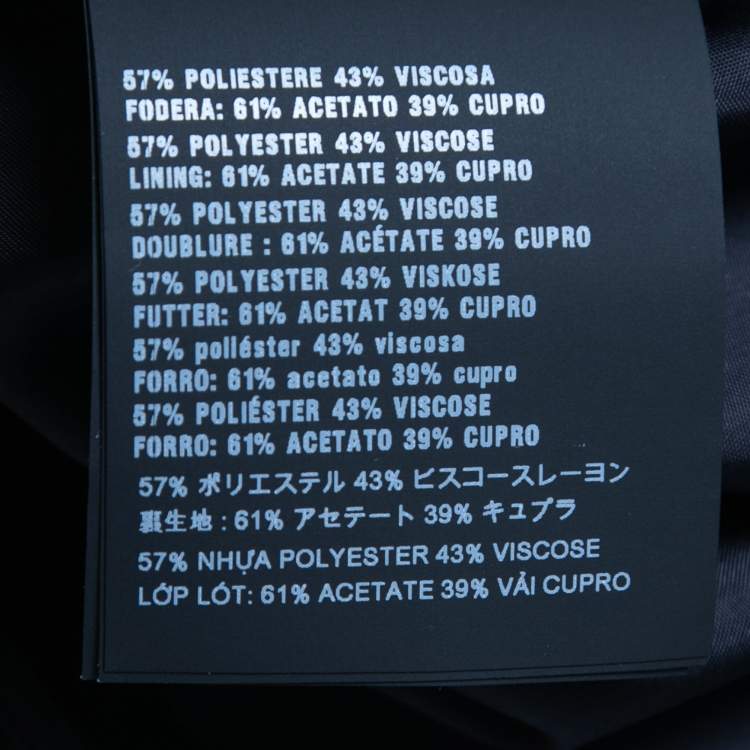 57% POLIESTERE 43% VISCOSA
FODERA: 61% ACETATO 39% CUPRO
57% POLYESTER 43% VISCOSE
LINING: 61% ACETATE 39% CUPRO
57% POLYESTER 43% VISCOSE
DOUBLURE : 61% ACÉTATE 39% CUPRO
57% POLYESTER 43% VISKOSE
FUTTER: 61% ACETAT 39% CUPRO
57% poliéster 43% viscosa
FORRO: 61% acetato 39% cupro
57% POLIÉSTER 43% VISCOSE
FORRO: 61% ACETATO 39% CUPRO
57% ポリエステル 43% ビスコースレーヨン
裏生地 : 61% アセテート 39% キュプラ
57% NHỰA POLYESTER 43% VISCOSE
LỚP LÓT: 61% ACETATE 39% VẢI CUPRO